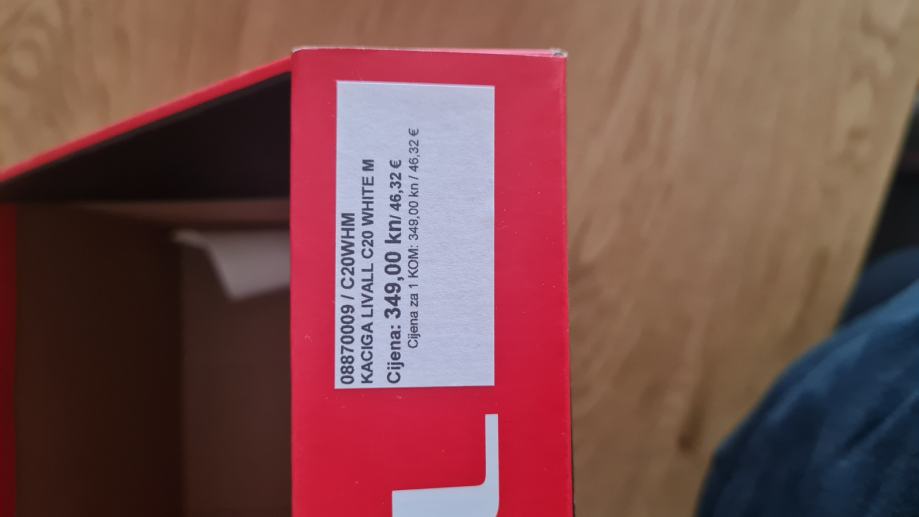 08870009 / C20WHM
KACIGA LIVALL C20 WHITE M
Cijena: 349,00 kn/ 46,32 €
Cijena za 1 KOM: 349,00 kn / 46,32 €
L